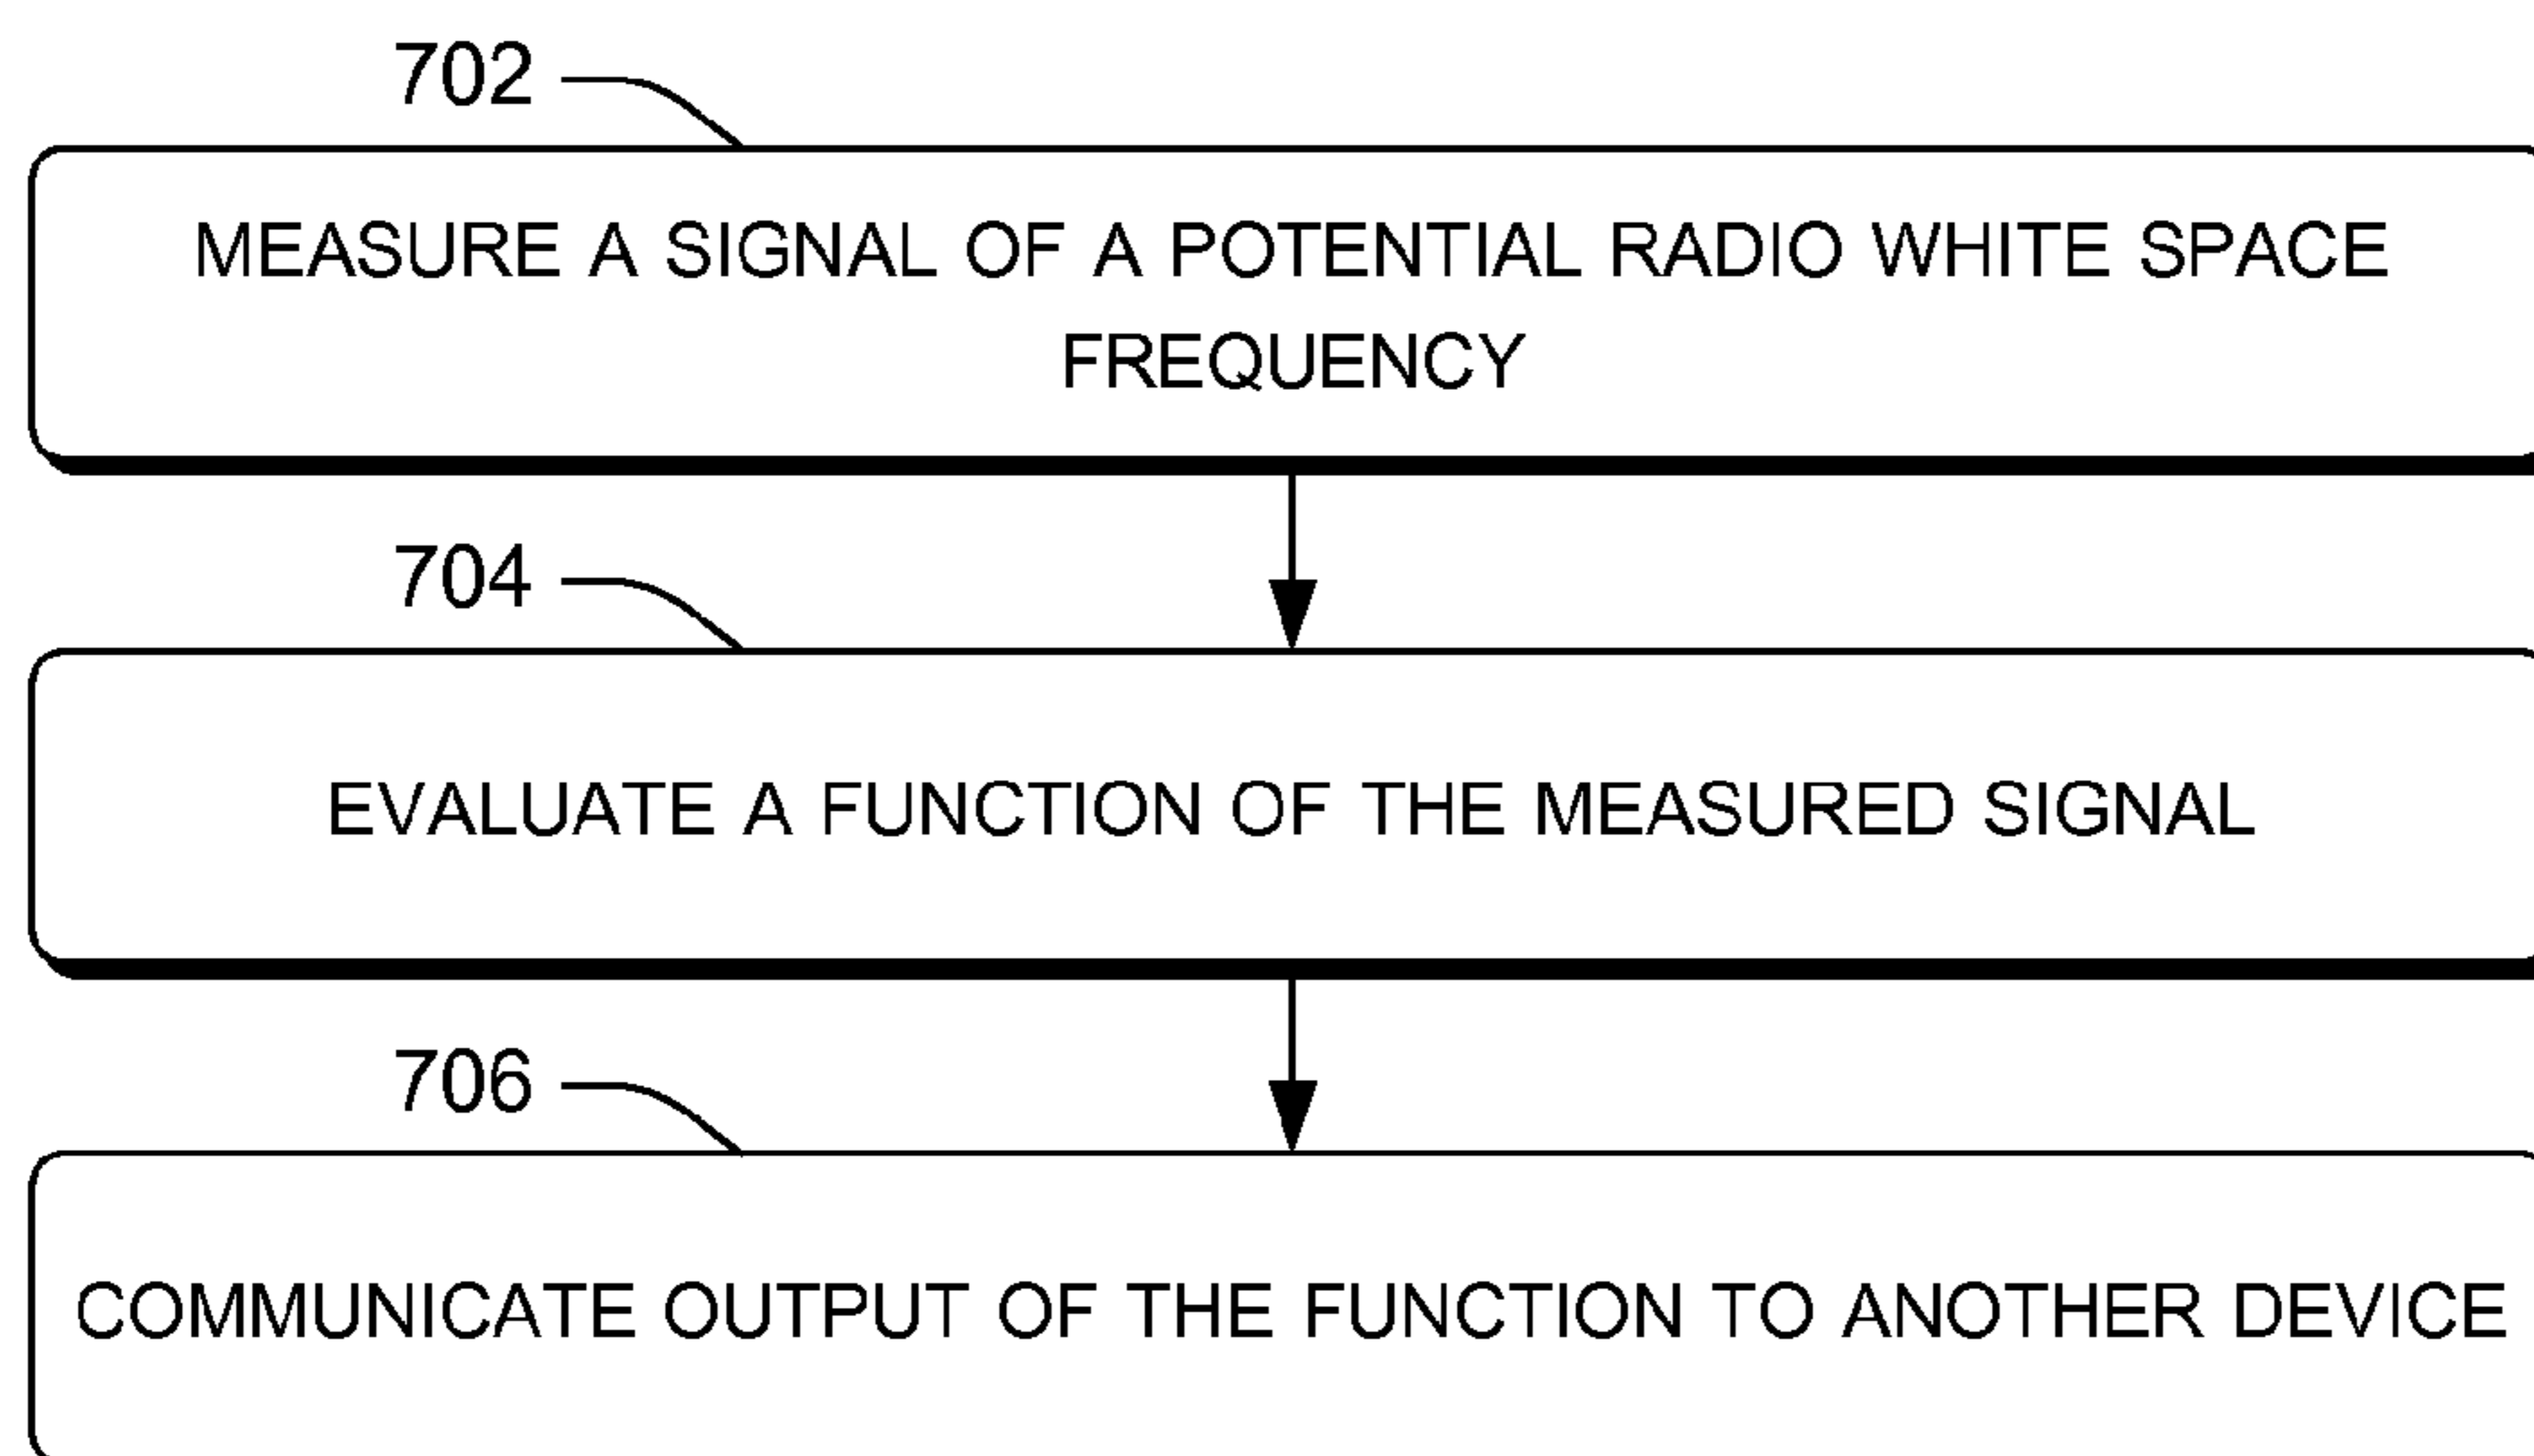 702
MEASURE A SIGNAL OF A POTENTIAL RADIO WHITE SPACE
FREQUENCY
704
EVALUATE A FUNCTION OF THE MEASURED SIGNAL
706
COMMUNICATE OUTPUT OF THE FUNCTION TO ANOTHER DEVICE